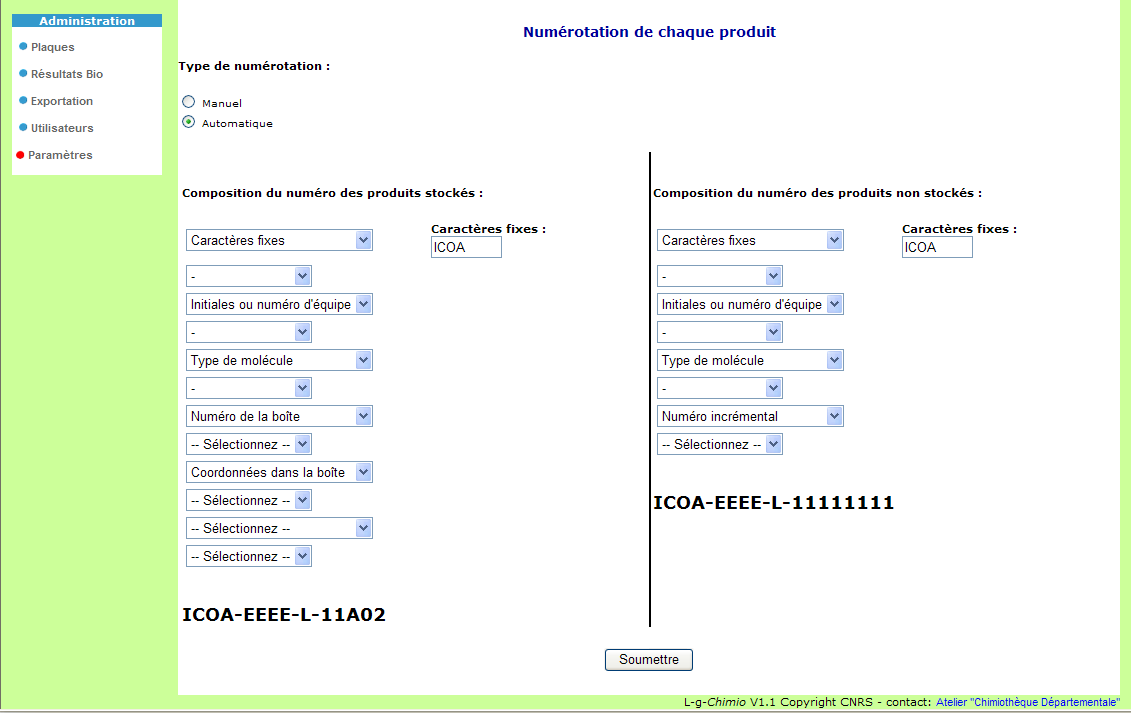 Administration
Plaques
Résultats Bio
Exportation
Utilisateurs
Paramètres
Numérotation de chaque produit
Type de numérotation :
Manuel
Automatique
Composition du numéro des produits stockés :
Caractères fixes
Caractères fixes :
ICOA
-
Initiales ou numéro d'équipe
-
Type de molécule
-
Numéro de la boîte
-- Sélectionnez --
Coordonnées dans la boîte
-- Sélectionnez --
-- Sélectionnez --
-- Sélectionnez --
ICOA-EEEE-L-11A02
Composition du numéro des produits non stockés :
Caractères fixes
Caractères fixes :
ICOA
-
Initiales ou numéro d'équipe
-
Type de molécule
-
Numéro incrémental
-- Sélectionnez --
ICOA-EEEE-L-11111111
Soumettre
L-g-Chimio V1.1 Copyright CNRS - contact: Atelier "Chimiothèque Départementale"